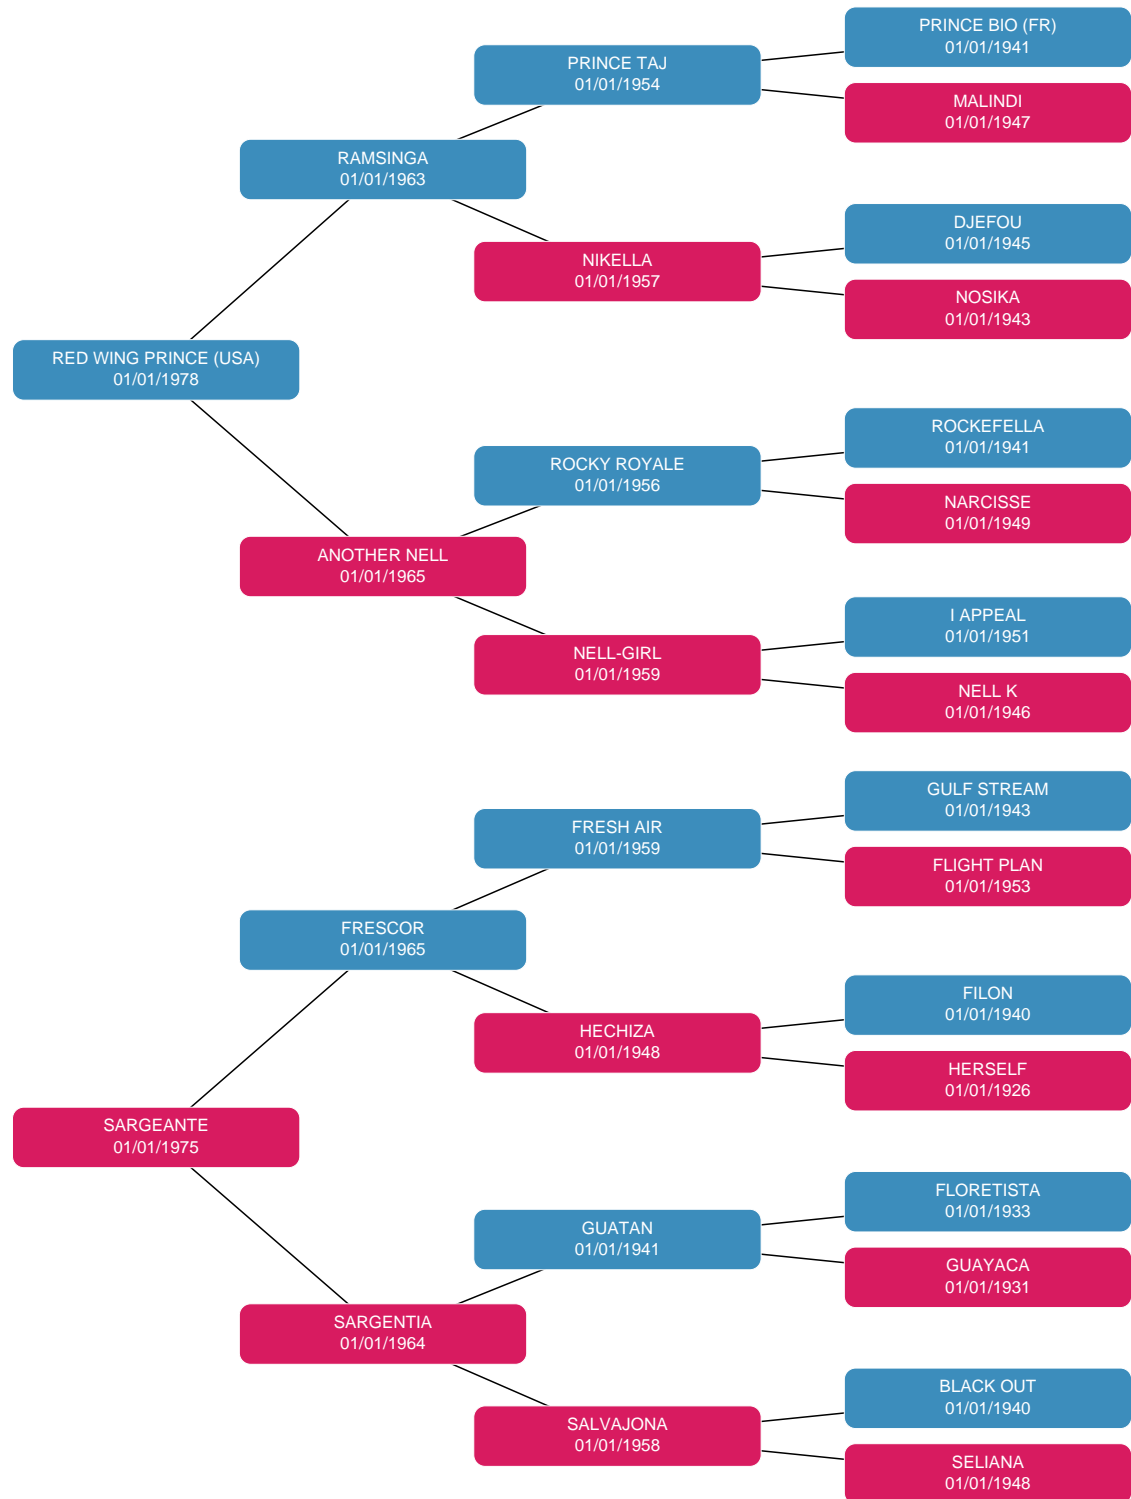 PRINCE BIO (FR)
01/01/1941
PRINCE TAJ
01/01/1954
MALINDI
01/01/1947
RAMSINGA
01/01/1963
DJEFOU
01/01/1945
NIKELLA
01/01/1957
NOSIKA
01/01/1943
RED WING PRINCE (USA)
01/01/1978
ROCKEFELLA
01/01/1941
ROCKY ROYALE
01/01/1956
NARCISSE
01/01/1949
ANOTHER NELL
01/01/1965
I APPEAL
01/01/1951
NELL-GIRL
01/01/1959
NELL K
01/01/1946
GULF STREAM
01/01/1943
FRESH AIR
01/01/1959
FLIGHT PLAN
01/01/1953
FRESCOR
01/01/1965
FILON
01/01/1940
HECHIZA
01/01/1948
HERSELF
01/01/1926
SARGEANTE
01/01/1975
FLORETISTA
01/01/1933
GUATAN
01/01/1941
GUAYACA
01/01/1931
SARGENTIA
01/01/1964
BLACK OUT
01/01/1940
SALVAJONA
01/01/1958
SELIANA
01/01/1948